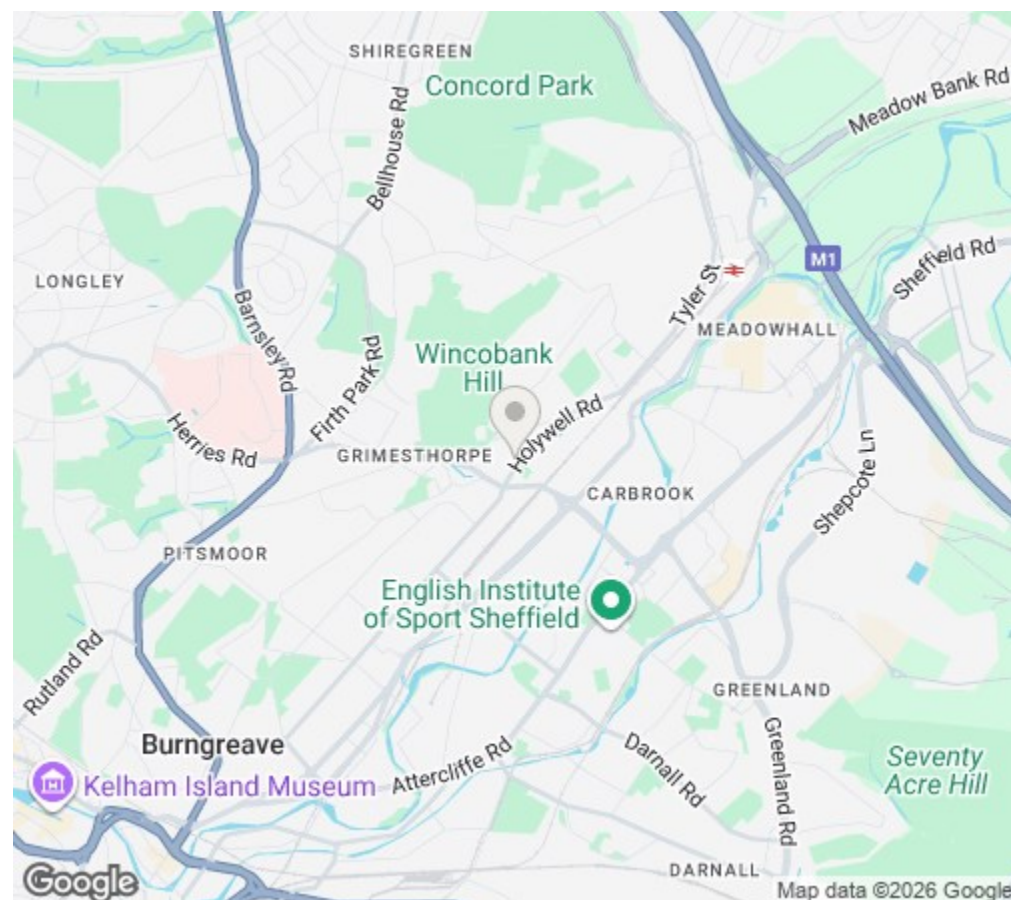 SHIREGREEN
Concord Park
Meadow Bank Rd
Bellhouse Rd
M1
Sheffield Rd
LONGLEY
Tyler St
MEADOWHALL
Barnsley Rd
Wincobank
Hill
Firth Park Rd
Holywell Rd
Herries Rd
GRIMESTHORPE
Shepcote Ln
CARBROOK
PITSMOOR
English Institute
of Sport Sheffield
Rutland Rd
GREENLAND
Burngreave
Greenland Rd
Kelham Island Museum
Attercliffe Rd
Darnall Rd
Seventy
Acre Hill
DARNALL
Google
Map data ©2026 Google